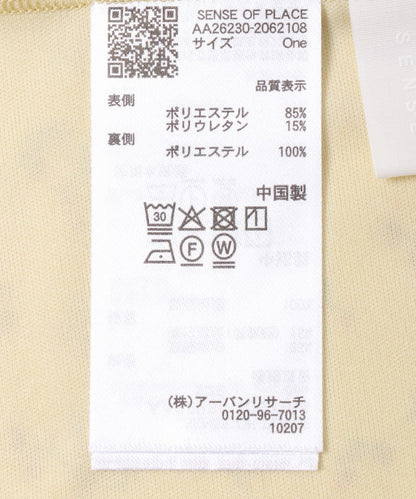 SENSE OF PLACE
AA26230-2062108
サイズ One
品質表示
表側
ポリエステル 85%
ポリウレタン 15%
裏側
ポリエステル 100%
中国製
30
F W
(株)アーバンリサーチ
0120-96-7013
10207